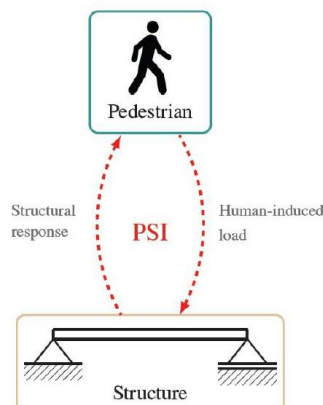 Pedestrian
Structural
response
PSI
Human-induced
load
Structure